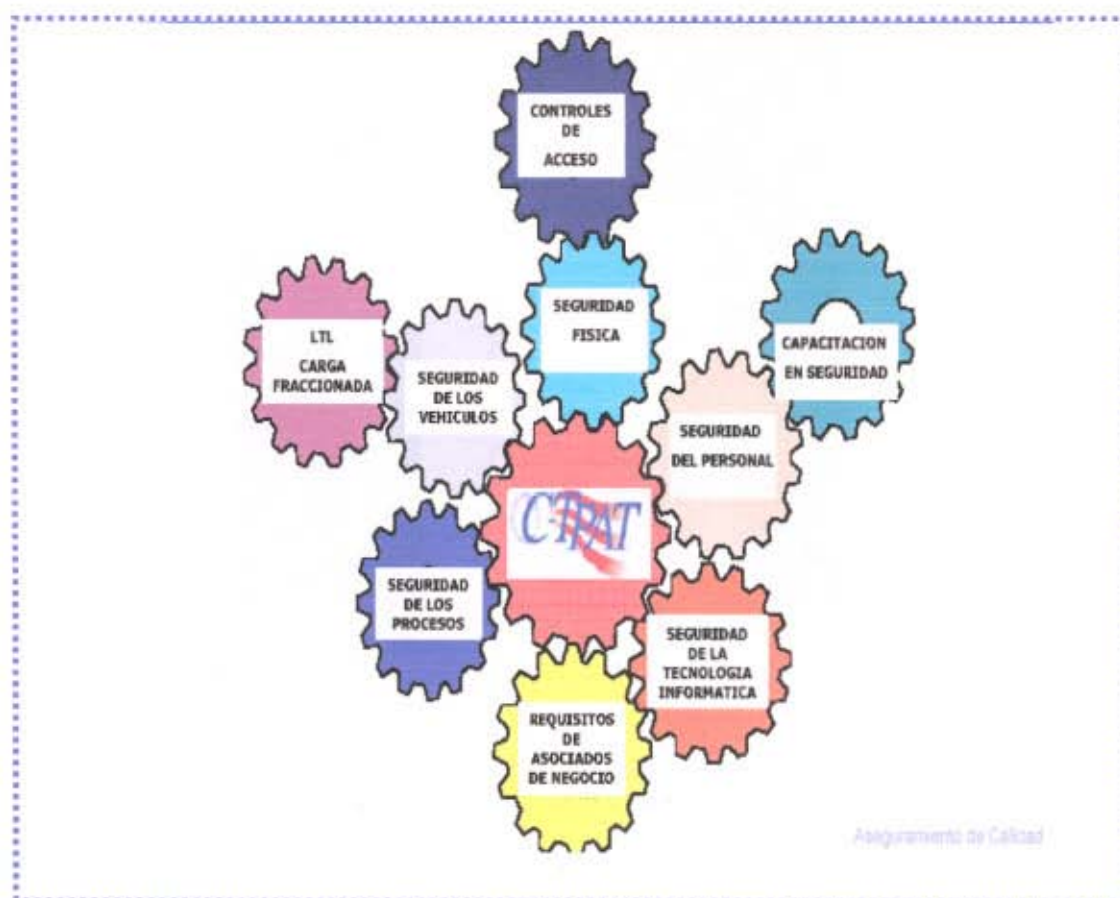 CONTROLES
DE
ACCESO
SEGURIDAD
FISICA
LTL
CARGA
FRACCIONADA
SEGURIDAD
DE LOS
VEHICULOS
CAPACITACION
EN SEGURIDAD
SEGURIDAD
DEL PERSONAL
C-TPAT
SEGURIDAD
DE LOS
PROCESOS
SEGURIDAD
DE LA
TECNOLOGIA
INFORMATICA
REQUISITOS
DE
ASOCIADOS
DE NEGOCIO
Aseguramiento de Calidad